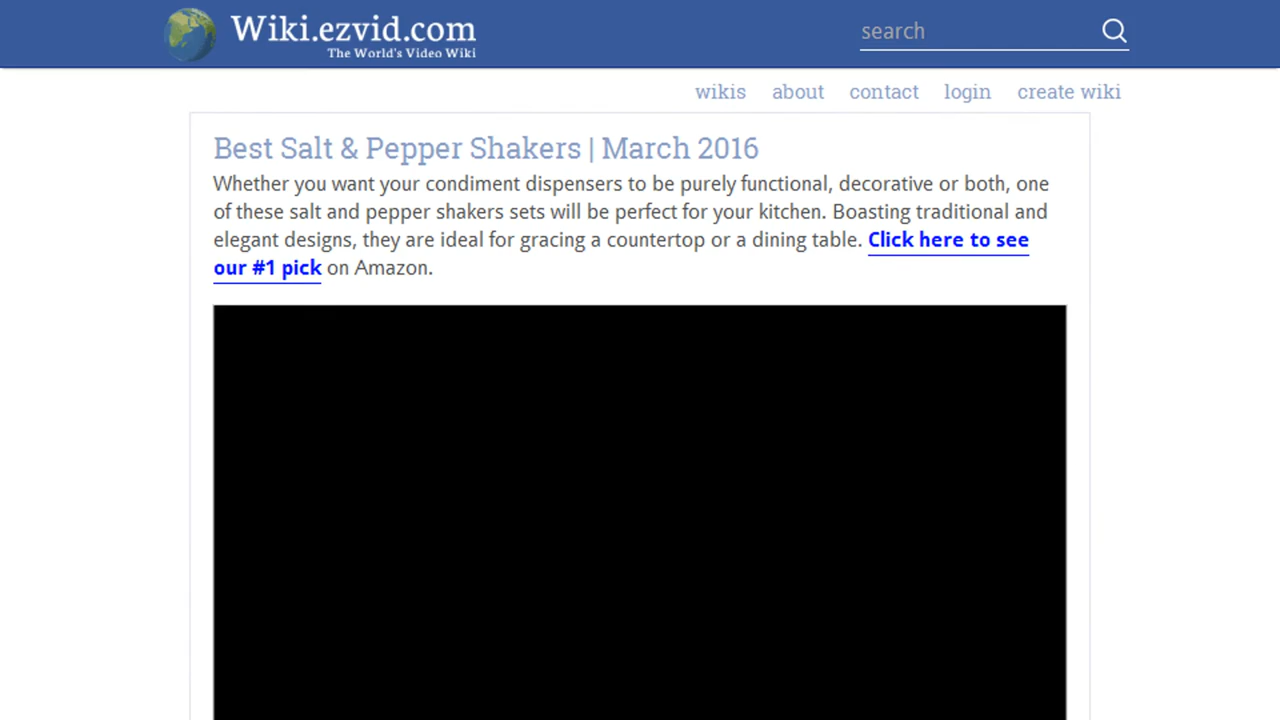 Wiki.ezvid.com
The World's Video Wiki
search
wikis about contact login create wiki
Best Salt & Pepper Shakers | March 2016
Whether you want your condiment dispensers to be purely functional, decorative or both, one
of these salt and pepper shakers sets will be perfect for your kitchen. Boasting traditional and
elegant designs, they are ideal for gracing a countertop or a dining table. Click here to see
our #1 pick on Amazon.